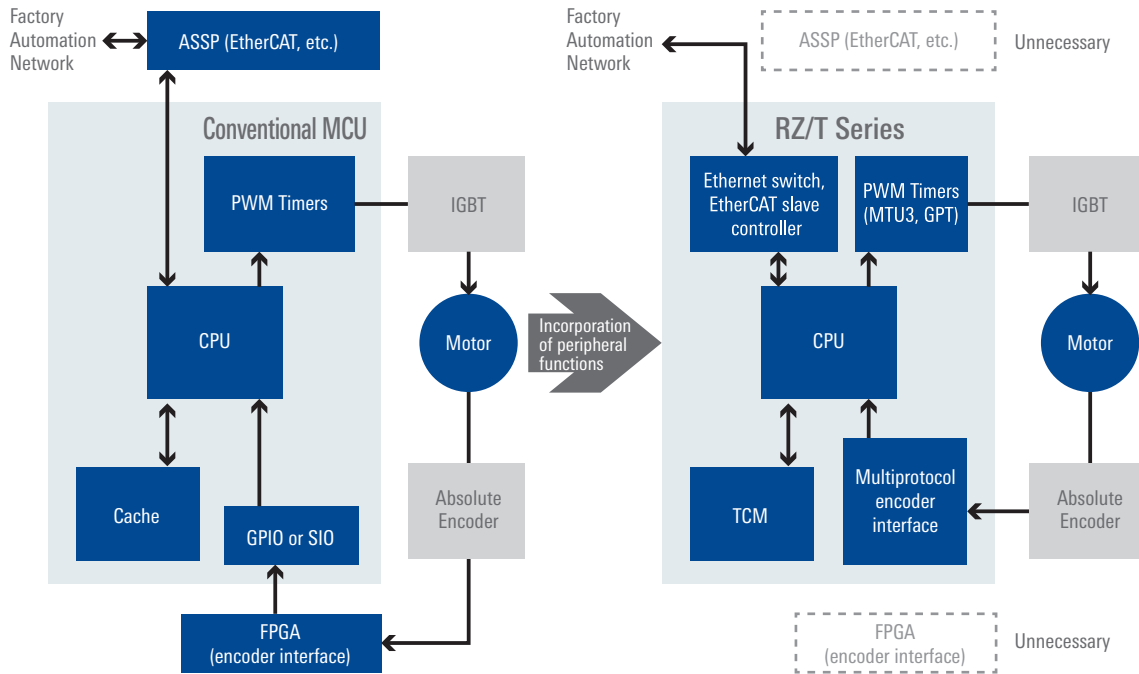 Factory
Automation
Network
ASSP (EtherCAT, etc.)
Conventional MCU
PWM Timers
IGBT
CPU
Motor
Cache
GPIO or SIO
Absolute
Encoder
FPGA
(encoder interface)
Incorporation
of peripheral
functions
Factory
Automation
Network
ASSP (EtherCAT, etc.)
Unnecessary
RZ/T Series
Ethernet switch,
EtherCAT slave
controller
PWM Timers
(MTU3, GPT)
IGBT
CPU
Motor
TCM
Multiprotocol
encoder
interface
Absolute
Encoder
FPGA
(encoder interface)
Unnecessary